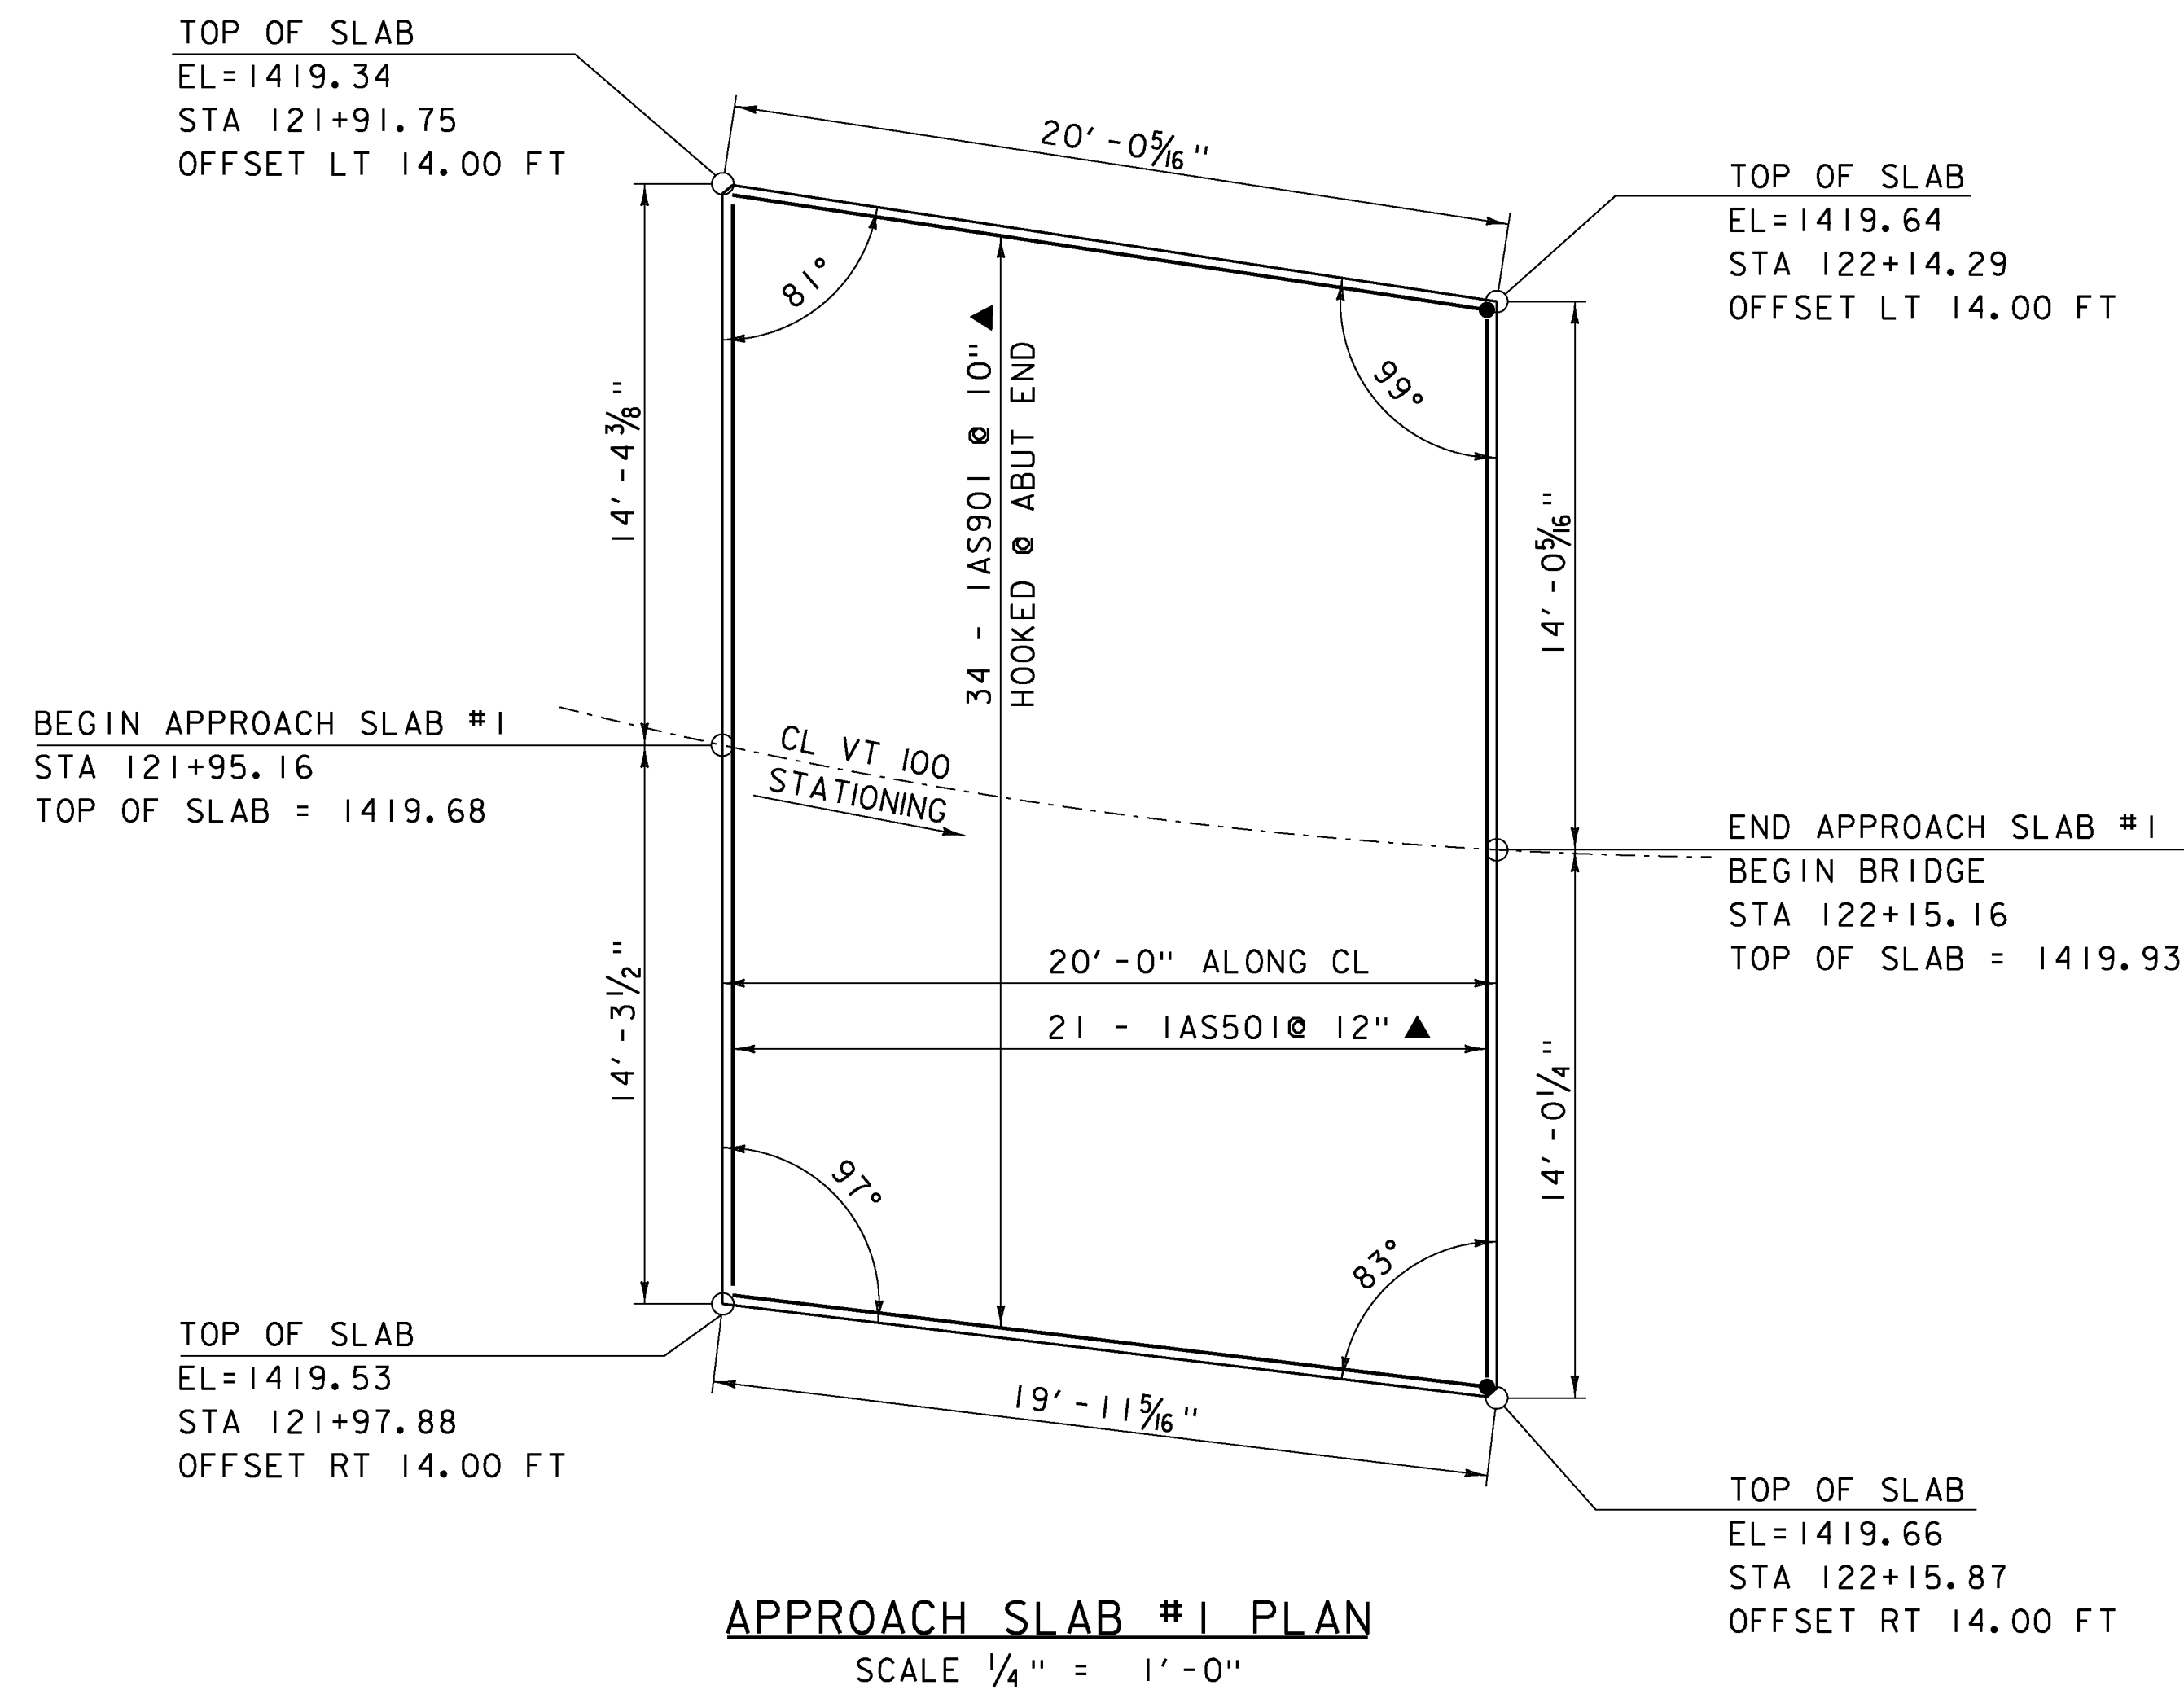 TOP OF SLAB
EL=1419.34
STA 121+91.75
OFFSET LT 14.00 FT
20'-0 5/16"
TOP OF SLAB
EL=1419.64
STA 122+14.29
OFFSET LT 14.00 FT
81°
99°
14'-4 3/8"
34 - 1AS901 @ 10" ▲
HOOKED @ ABUT END
14'-0 5/16"
BEGIN APPROACH SLAB #1
STA 121+95.16
TOP OF SLAB = 1419.68
CL VT 100
STATIONING
END APPROACH SLAB #1
BEGIN BRIDGE
STA 122+15.16
TOP OF SLAB = 1419.93
20'-0" ALONG CL
21 - 1AS501@ 12" ▲
14'-3 1/2"
14'-0 1/4"
97°
83°
TOP OF SLAB
EL=1419.53
STA 121+97.88
OFFSET RT 14.00 FT
19'-11 5/16"
TOP OF SLAB
EL=1419.66
STA 122+15.87
OFFSET RT 14.00 FT
APPROACH SLAB #1 PLAN
SCALE 1/4" = 1'-0"